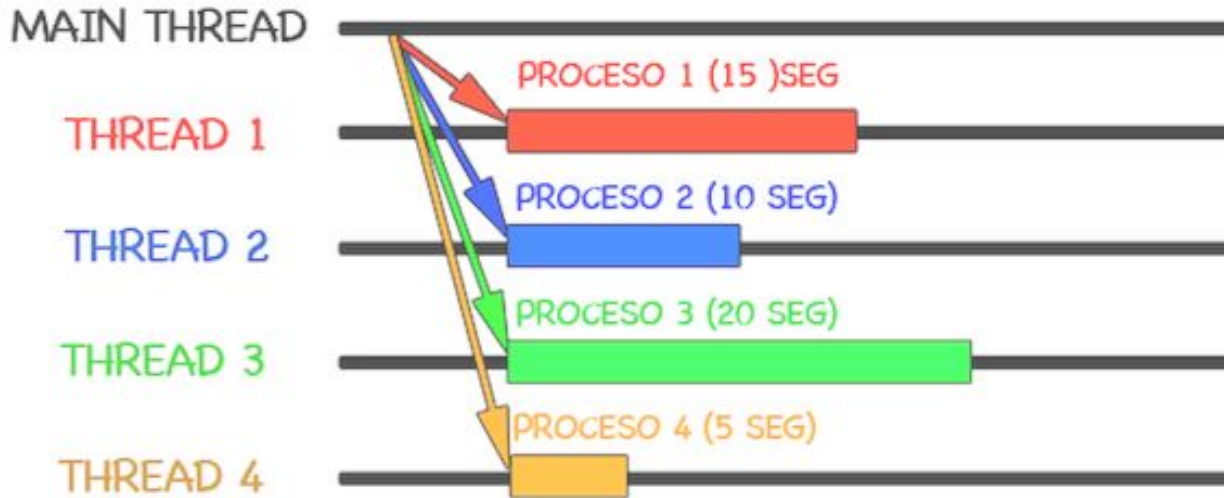 MAIN THREAD
PROCESO 1 (15 )SEG
THREAD 1
PROCESO 2 (10 SEG)
THREAD 2
PROCESO 3 (20 SEG)
THREAD 3
PROCESO 4 (5 SEG)
THREAD 4